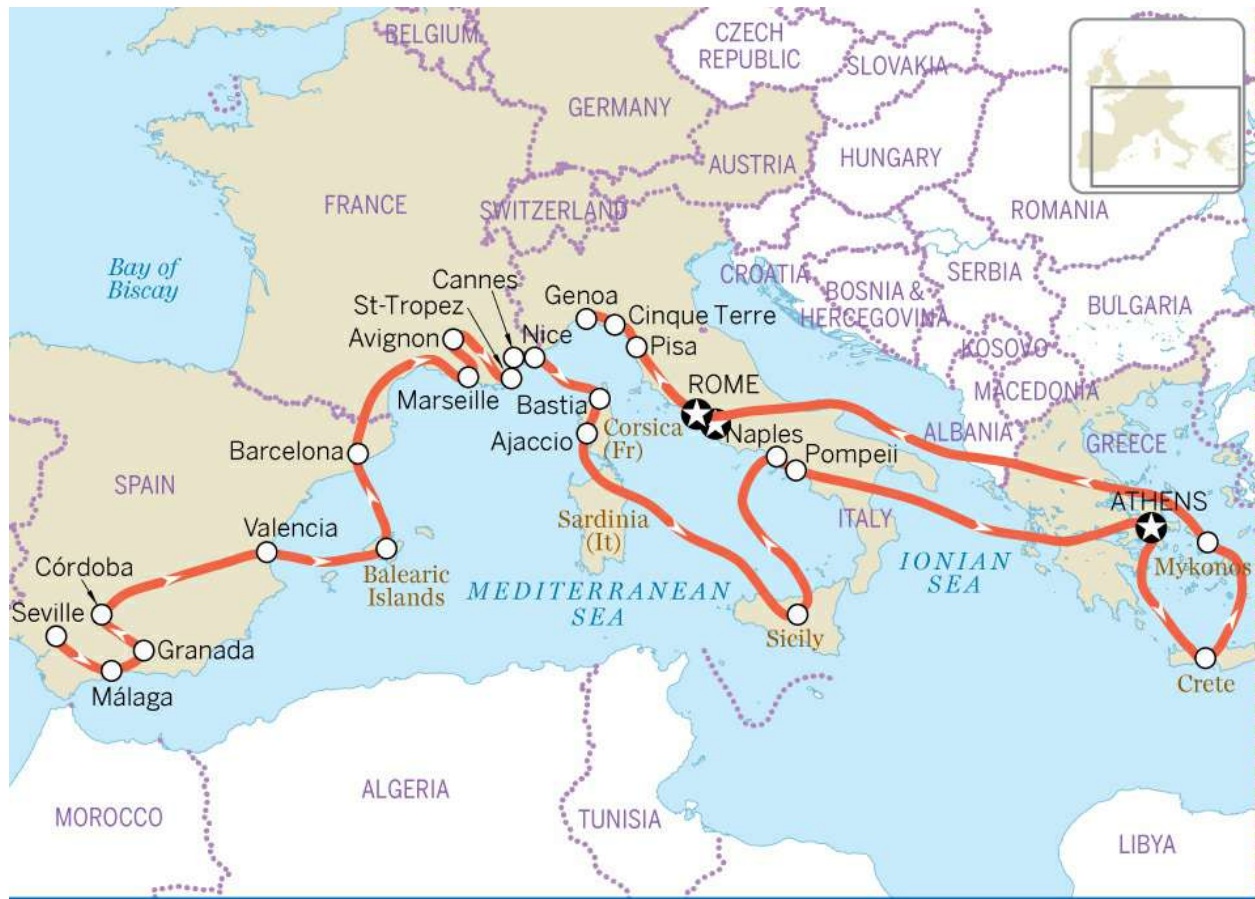 BELGIUM
CZECH
REPUBLIC
SLOVAKIA
GERMANY
AUSTRIA
HUNGARY
FRANCE
SWITZERLAND
ROMANIA
Bay of
Biscay
CROATIA
SERBIA
BOSNIA &
HERCEGOVINA
BULGARIA
KOSOVO
MACEDONIA
Cannes
St-Tropez
Avignon
Nice
Genoa
Cinque Terre
Pisa
Marseille
Bastia
Ajaccio
Corsica
(Fr)
ROME
Naples
Pompeii
ALBANIA
GREECE
Barcelona
SPAIN
Valencia
Sardinia
(It)
ITALY
ATHENS
Córdoba
Balearic
Islands
MEDITERRANEAN
SEA
IONIAN
SEA
Mykonos
Seville
Granada
Málaga
Sicily
Crete
MOROCCO
ALGERIA
TUNISIA
LIBYA